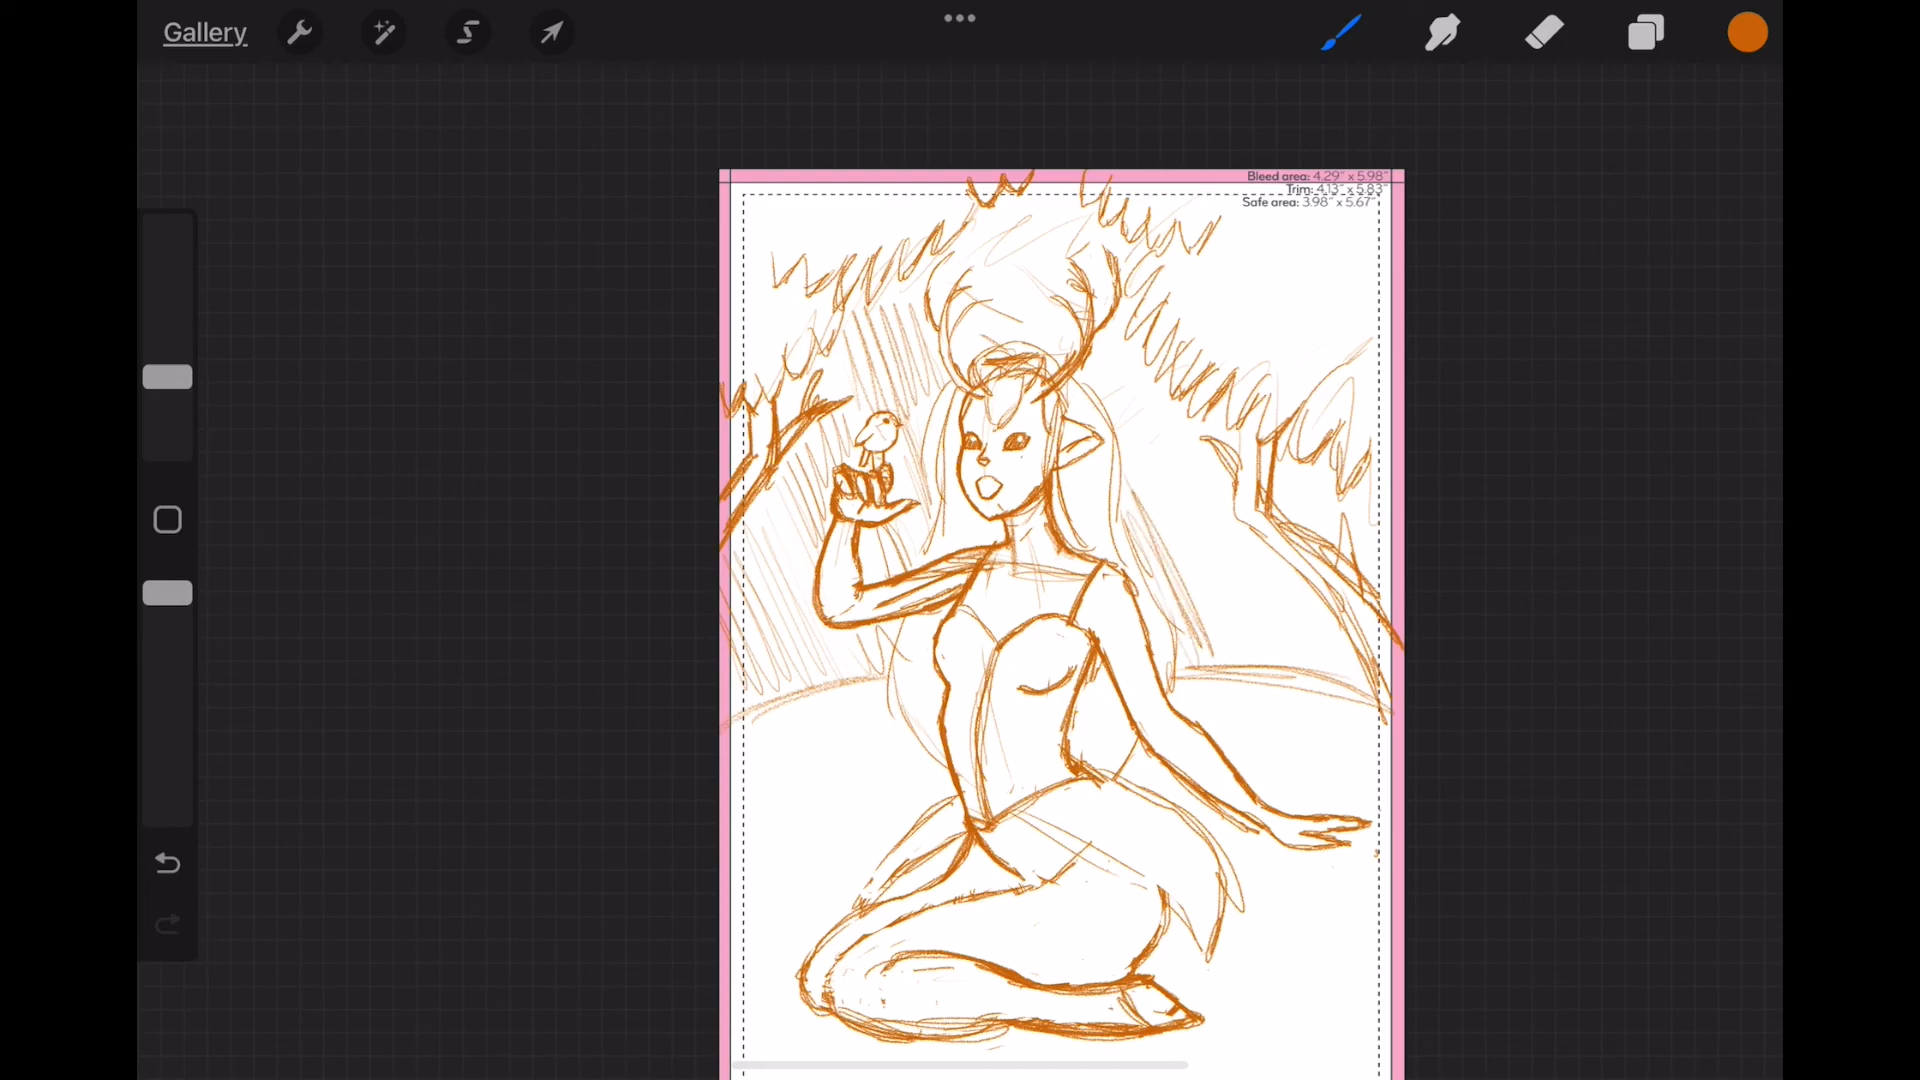 Gallery
Bleed area: 4.29" x 5.98"
Trim: 4.13" x 5.83"
Safe area: 3.98" x 5.67"